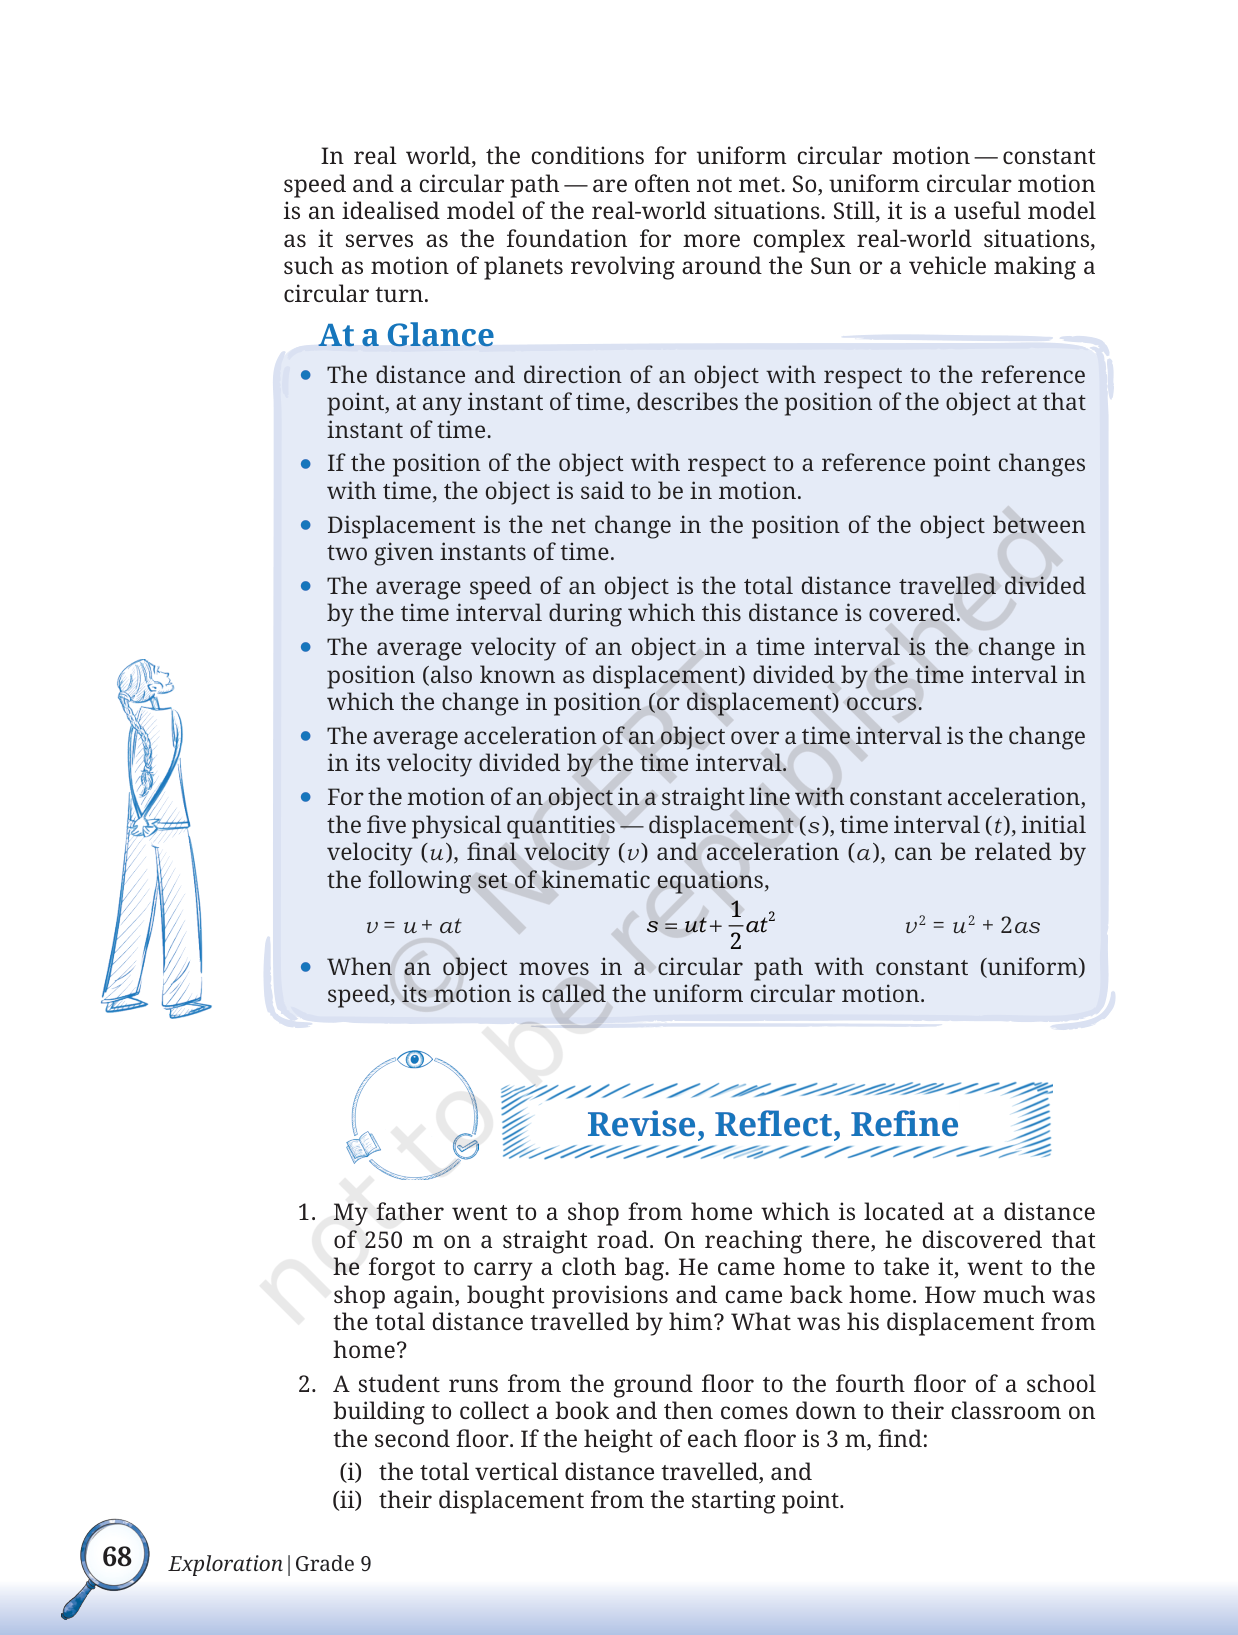 In real world, the conditions for uniform circular motion — constant
speed and a circular path — are often not met. So, uniform circular motion
is an idealised model of the real-world situations. Still, it is a useful model
as it serves as the foundation for more complex real-world situations,
such as motion of planets revolving around the Sun or a vehicle making a
circular turn.
At a Glance
• The distance and direction of an object with respect to the reference
point, at any instant of time, describes the position of the object at that
instant of time.
• If the position of the object with respect to a reference point changes
with time, the object is said to be in motion.
• Displacement is the net change in the position of the object between
two given instants of time.
• The average speed of an object is the total distance travelled divided
by the time interval during which this distance is covered.
• The average velocity of an object in a time interval is the change in
position (also known as displacement) divided by the time interval in
which the change in position (or displacement) occurs.
• The average acceleration of an object over a time interval is the change
in its velocity divided by the time interval.
• For the motion of an object in a straight line with constant acceleration,
the five physical quantities — displacement (s), time interval (t), initial
velocity (u), final velocity (v) and acceleration (a), can be related by
the following set of kinematic equations,
v = u + at s = ut + 1/2 at² v² = u² + 2as
• When an object moves in a circular path with constant (uniform)
speed, its motion is called the uniform circular motion.
Revise, Reflect, Refine
1. My father went to a shop from home which is located at a distance
of 250 m on a straight road. On reaching there, he discovered that
he forgot to carry a cloth bag. He came home to take it, went to the
shop again, bought provisions and came back home. How much was
the total distance travelled by him? What was his displacement from
home?
2. A student runs from the ground floor to the fourth floor of a school
building to collect a book and then comes down to their classroom on
the second floor. If the height of each floor is 3 m, find:
(i) the total vertical distance travelled, and
(ii) their displacement from the starting point.
68 Exploration|Grade 9
© NCERT
not to be republished